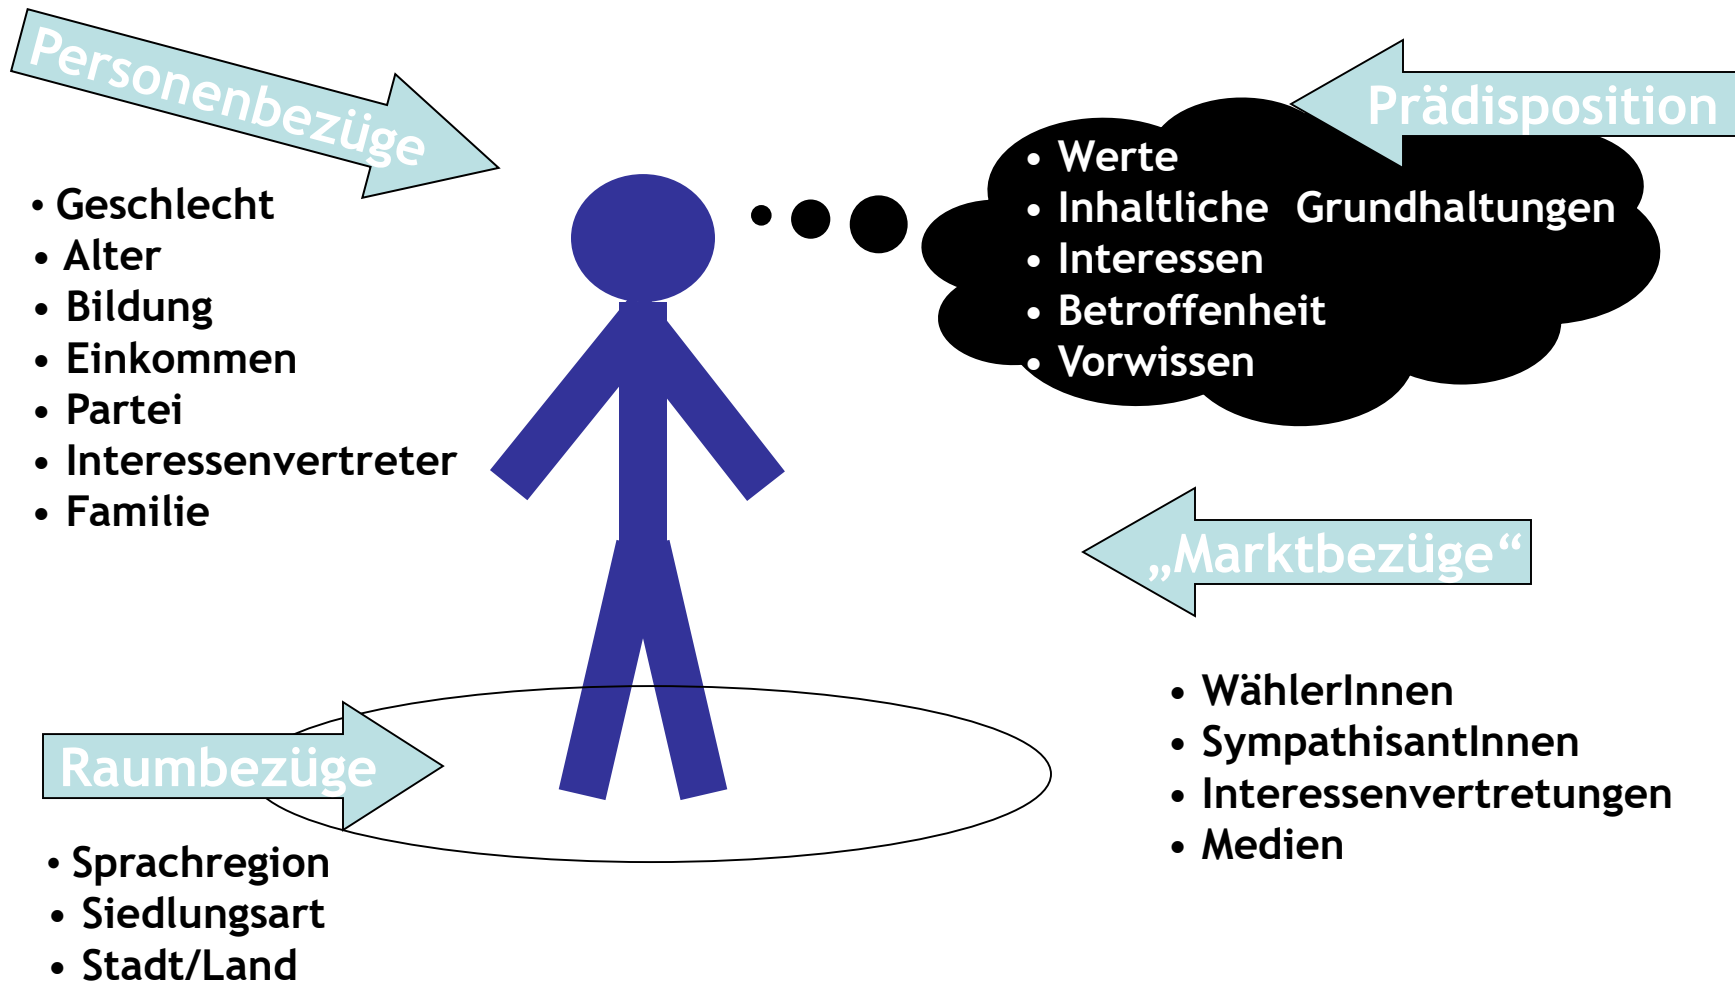 Personenbezüge
• Geschlecht
• Alter
• Bildung
• Einkommen
• Partei
• Interessenvertreter
• Familie
Prädisposition
• Werte
• Inhaltliche Grundhaltungen
• Interessen
• Betroffenheit
• Vorwissen
„Marktbezüge“
• WählerInnen
• SympathisantInnen
• Interessenvertretungen
• Medien
Raumbezüge
• Sprachregion
• Siedlungsart
• Stadt/Land